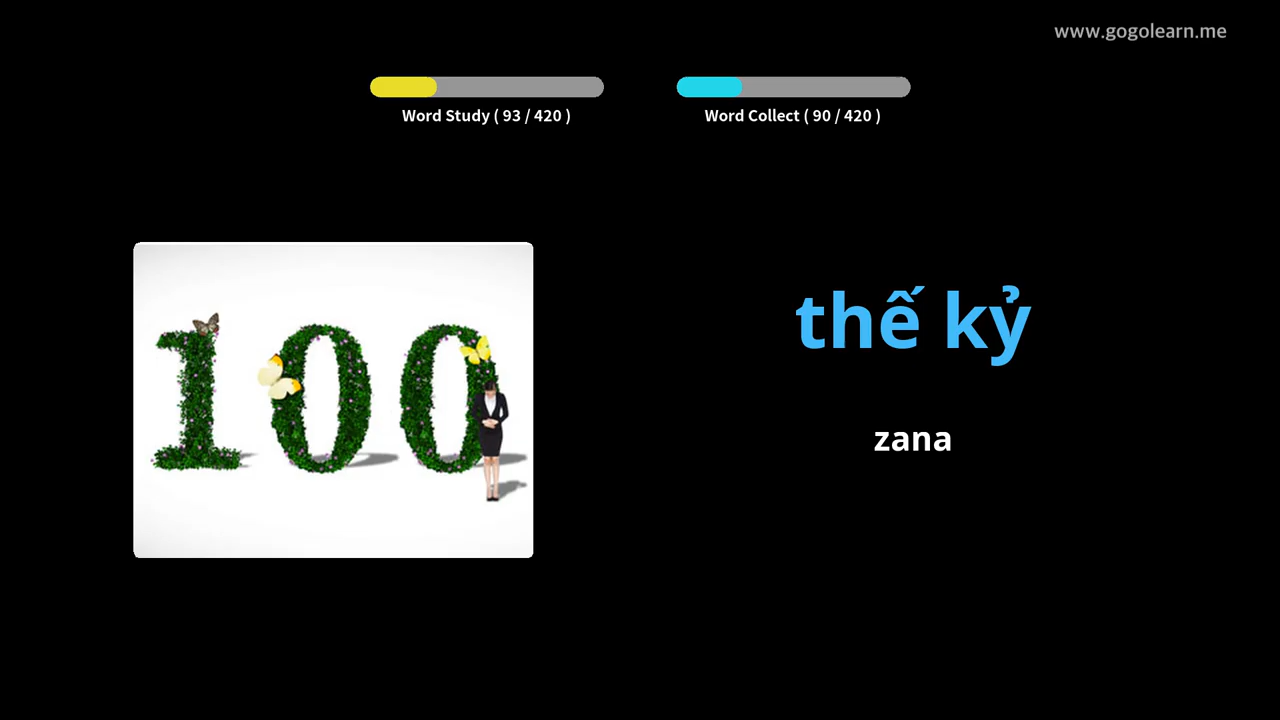 www.gogolearn.me
Word Study ( 93 / 420 )
Word Collect ( 90 / 420 )
100
thế kỷ
zana